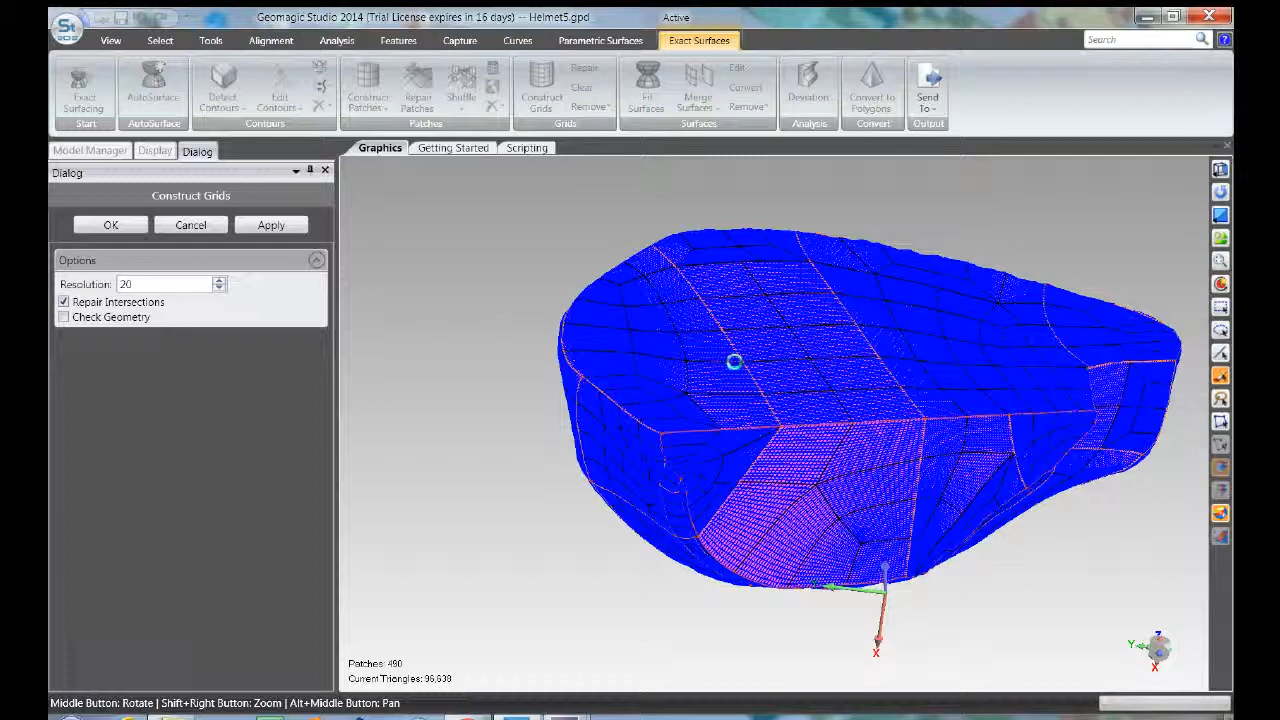 St
Geomagic Studio 2014 (Trial License expires in 16 days) -- Helmet5.gpd
Active
View Select Tools Alignment Analysis Features Capture Curves Parametric Surfaces Exact Surfaces
Search
Exact Surfacing
Start
AutoSurface
AutoSurface
Detect Contours
Edit Contours
Contours
Construct Patches
Repair Patches
Shuffle
Patches
Construct Grids
Repair
Clear
Remove
Grids
Fit Surfaces
Merge Surfaces
Edit
Convert
Remove
Surfaces
Deviation
Analysis
Convert to Polygons
Convert
Send To
Output
Model Manager Display Dialog
Graphics Getting Started Scripting
Dialog
Construct Grids
OK Cancel Apply
Options
Resolution: 20
Repair Intersections
Check Geometry
X
Z
Y
X
Patches: 490
Current Triangles: 96,630
Middle Button: Rotate | Shift+Right Button: Zoom | Alt+Middle Button: Pan